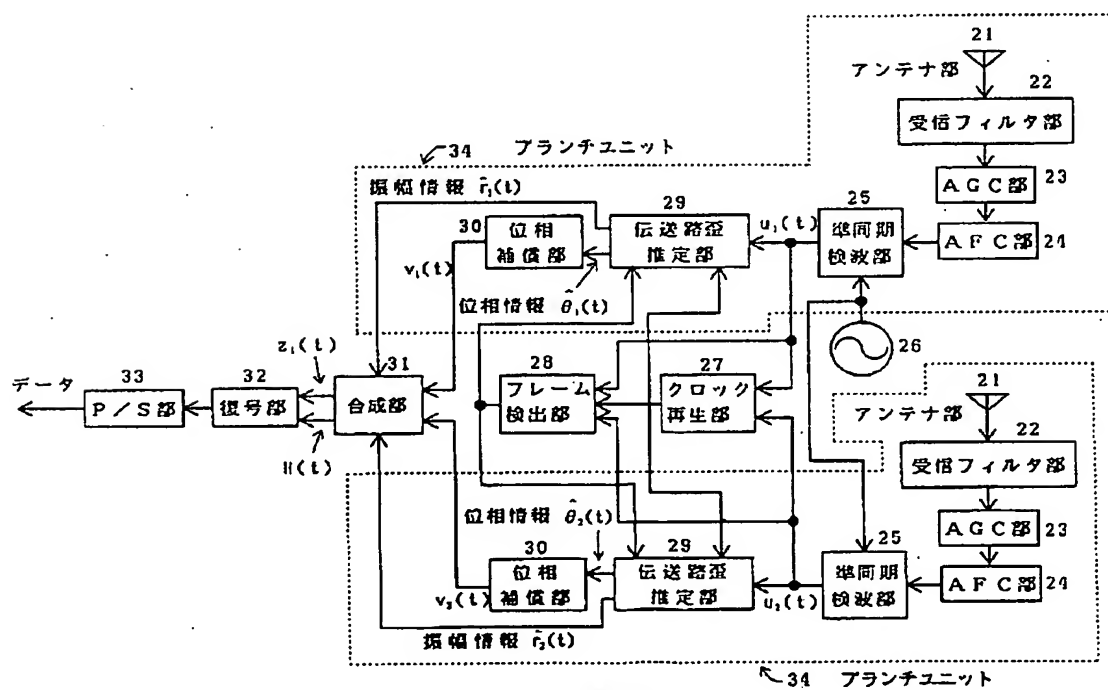 21
アンテナ部
22
受信フィルタ部
34 ブランチユニット
振幅情報 r̂₁(t)
AGC部 23
29
25
30
位相
補償部
伝送路歪
推定部
u₁(t)
準同期
検波部
AFC部 24
v₁(t)
位相情報 θ̂₁(t)
z₁(t)
26
データ
33
P/S部
32
復号部
31
合成部
28
フレーム
検出部
27
クロック
再生部
21
アンテナ部
22
受信フィルタ部
H(t)
位相情報 θ̂₂(t)
AGC部 23
30
位相
補償部
29
伝送路歪
推定部
25
準同期
検波部
AFC部 24
v₂(t)
u₂(t)
振幅情報 r̂₂(t)
34 ブランチユニット